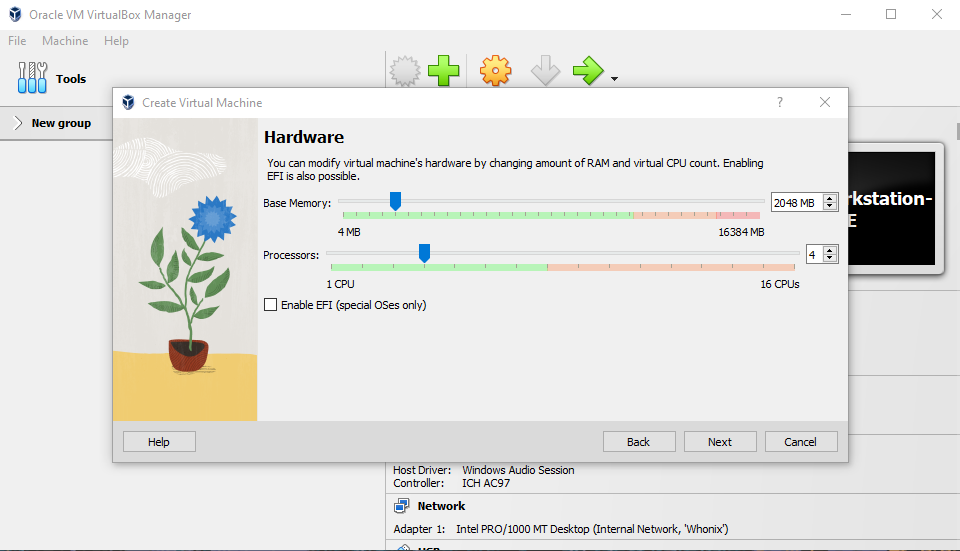 Oracle VM VirtualBox Manager
File Machine Help
Tools
New group
Create Virtual Machine
?
Hardware
You can modify virtual machine's hardware by changing amount of RAM and virtual CPU count. Enabling
EFI is also possible.
Base Memory:
2048 MB
4 MB
16384 MB
Processors:
4
1 CPU
16 CPUs
Enable EFI (special OSes only)
Help
Back
Next
Cancel
rkstation-
E
Host Driver: Windows Audio Session
Controller: ICH AC97
Network
Adapter 1: Intel PRO/1000 MT Desktop (Internal Network, 'Whonix')